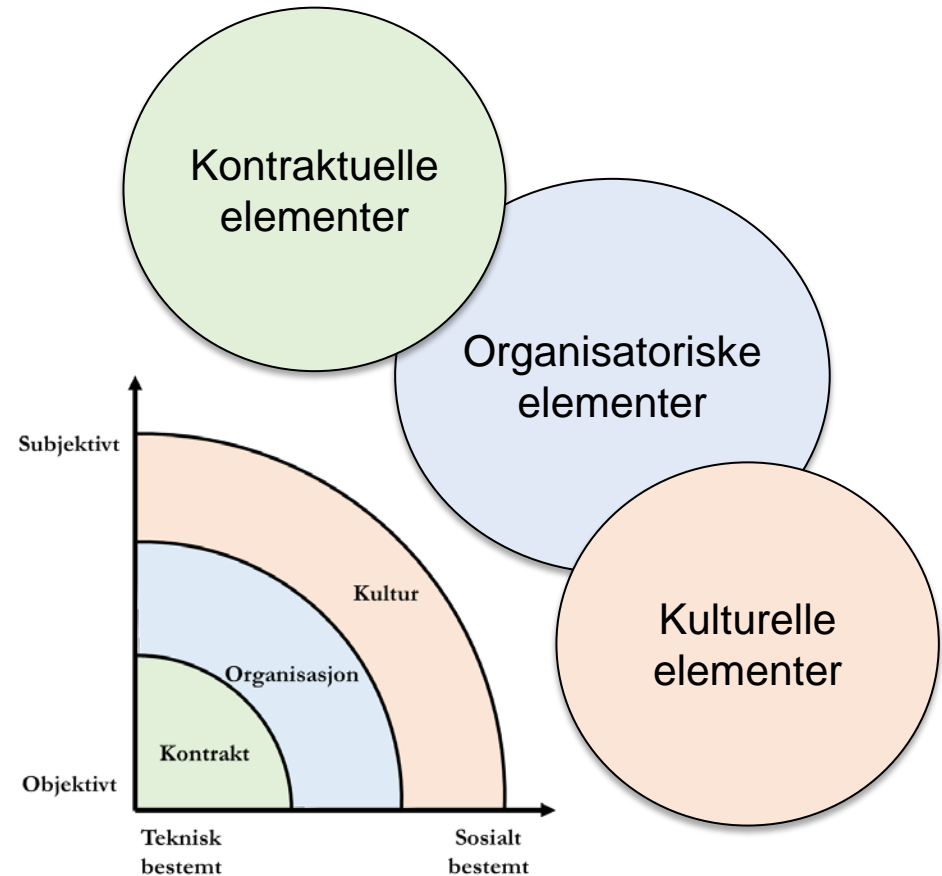 Kontraktuelle
elementer
Organisatoriske
elementer
Kulturelle
elementer
Subjektivt
Kultur
Organisasjon
Kontrakt
Objektivt
Teknisk
bestemt
Sosialt
bestemt